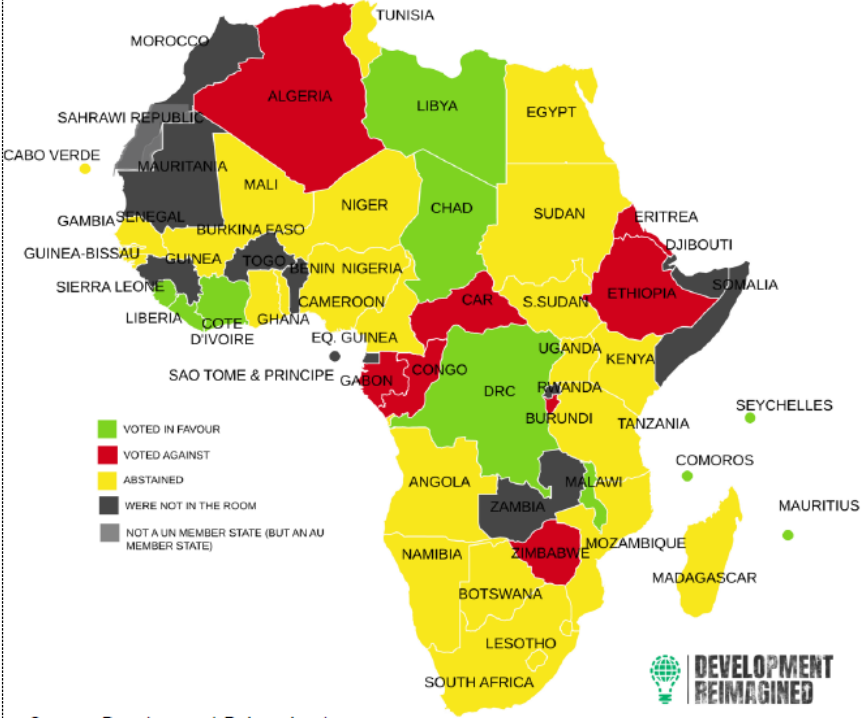 TUNISIA
MOROCCO
ALGERIA
LIBYA
EGYPT
SAHRAWI REPUBLIC
CABO VERDE
MAURITANIA
MALI
NIGER
CHAD
SUDAN
ERITREA
GAMBIA
SENEGAL
BURKINA FASO
DJIBOUTI
GUINEA-BISSAU
GUINEA
TOGO
BENIN
NIGERIA
SOMALIA
SIERRA LEONE
CAMEROON
CAR
S.SUDAN
ETHIOPIA
LIBERIA
COTE
D'IVOIRE
GHANA
EQ. GUINEA
UGANDA
KENYA
SAO TOME & PRINCIPE
GABON
CONGO
DRC
RWANDA
BURUNDI
TANZANIA
SEYCHELLES
VOTED IN FAVOUR
VOTED AGAINST
ABSTAINED
WERE NOT IN THE ROOM
NOT A UN MEMBER STATE (BUT AN AU
MEMBER STATE)
COMOROS
ANGOLA
MALAWI
ZAMBIA
MAURITIUS
NAMIBIA
ZIMBABWE
MOZAMBIQUE
MADAGASCAR
BOTSWANA
LESOTHO
SOUTH AFRICA
DEVELOPMENT
REIMAGINED